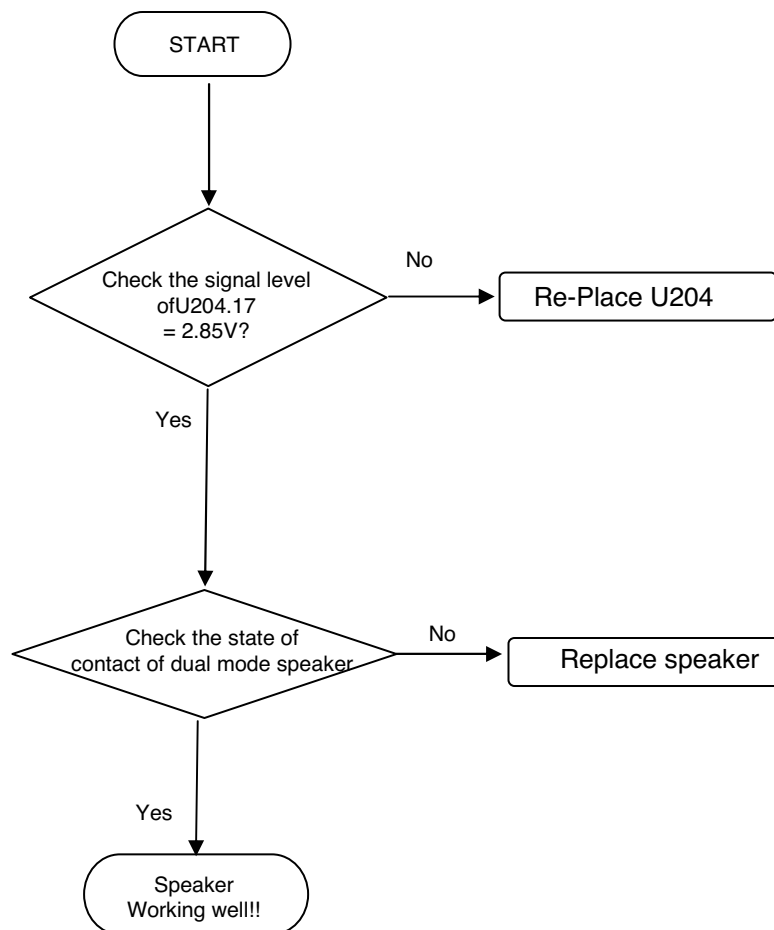 START
Check the signal level
ofU204.17
= 2.85V?
No
Re-Place U204
Yes
Check the state of
contact of dual mode speaker
No
Replace speaker
Yes
Speaker
Working well!!